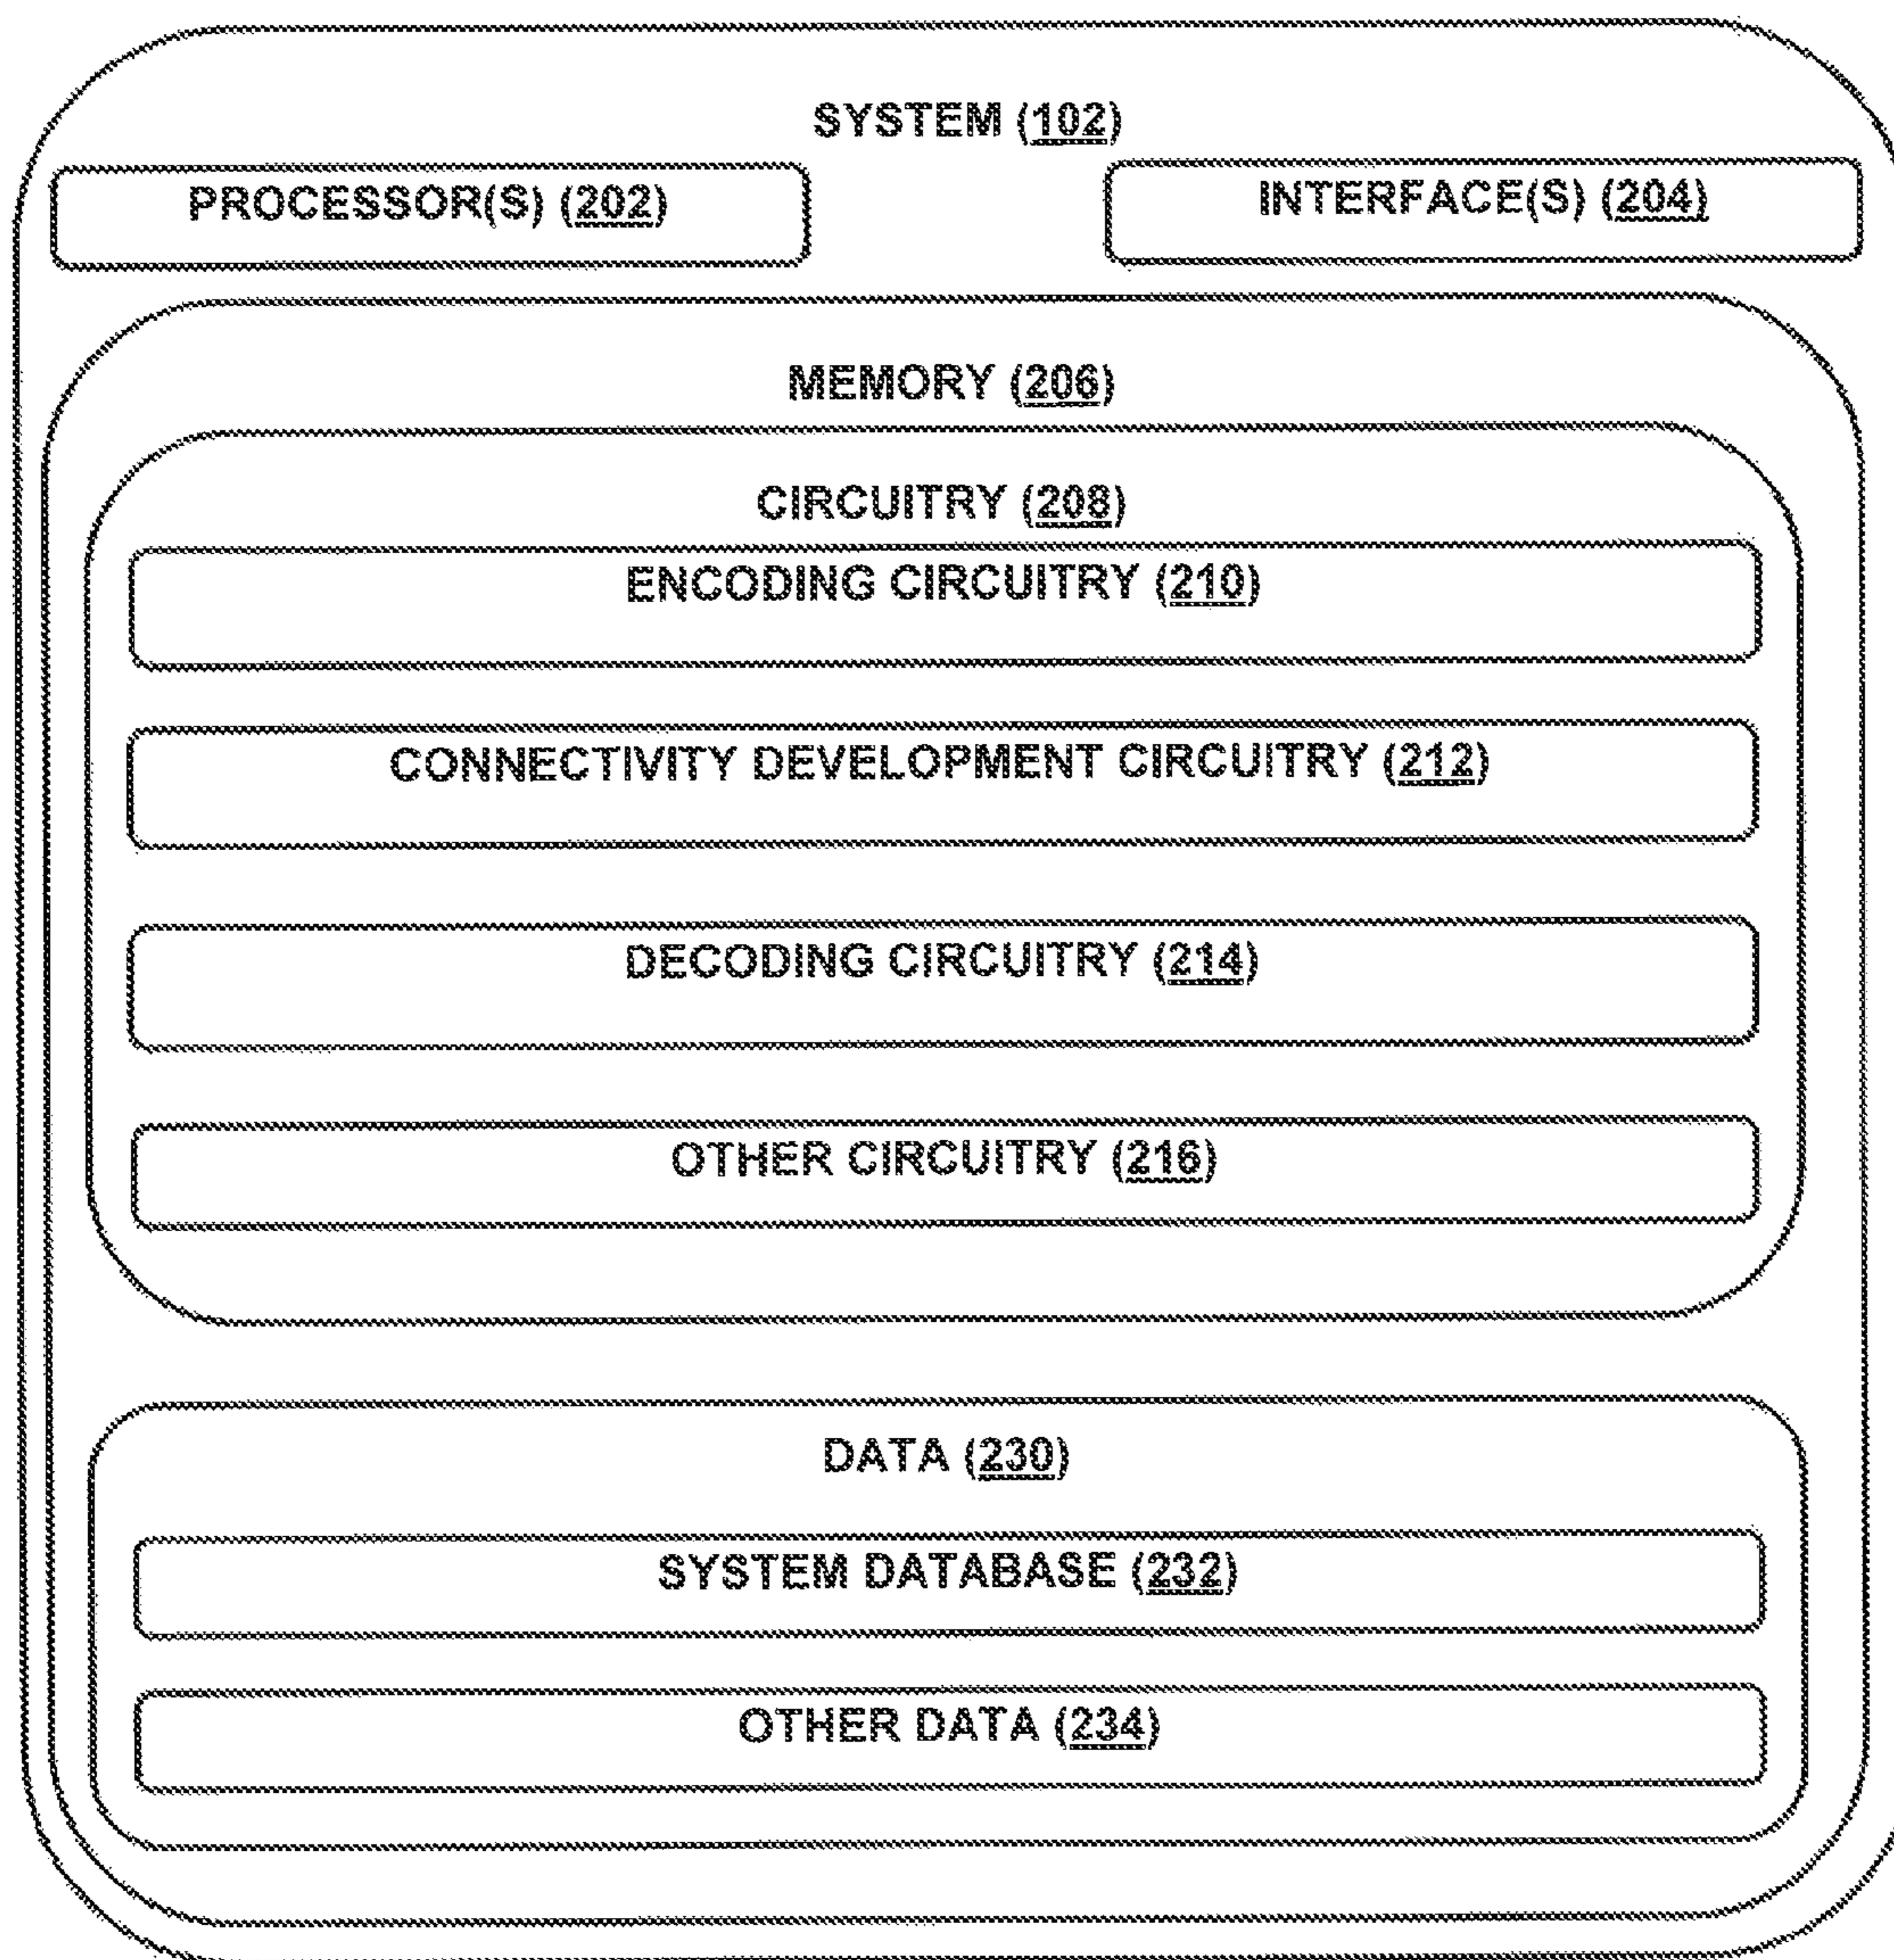 SYSTEM (102)
PROCESSOR(S) (202)
INTERFACE(S) (204)
MEMORY (206)
CIRCUITRY (208)
ENCODING CIRCUITRY (210)
CONNECTIVITY DEVELOPMENT CIRCUITRY (212)
DECODING CIRCUITRY (214)
OTHER CIRCUITRY (216)
DATA (230)
SYSTEM DATABASE (232)
OTHER DATA (234)